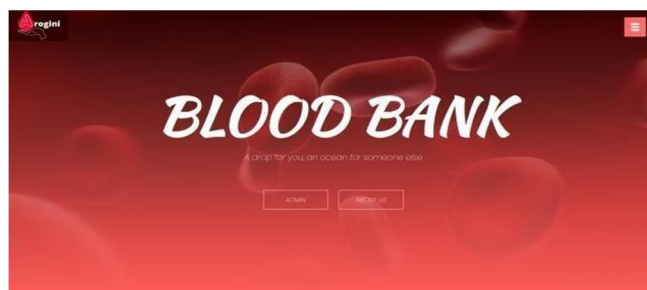 rogini
BLOOD BANK
A drop for you, an ocean for someone else
ADMIN
ABOUT US